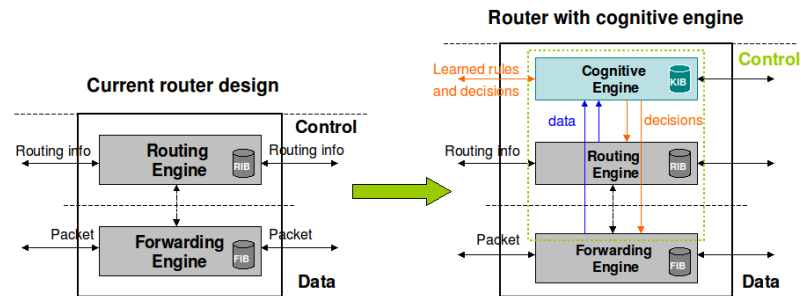 Current router design
Control
Routing info
Routing
Engine
RIB
Routing info
Packet
Forwarding
Engine
FIB
Packet
Data
Router with cognitive engine
Control
Learned rules
and decisions
Cognitive
Engine
KIB
data
decisions
Routing info
Routing
Engine
RIB
Packet
Forwarding
Engine
FIB
Data